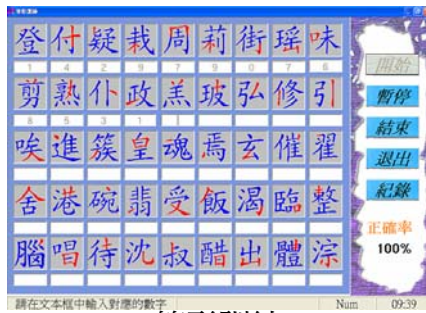 登付疑栽周莉街瑶味
1 4 2 9 7 9 0 7 6
剪熟仆政羔玻弘修引
8 5 3 1
唉進簇皇魂焉玄催翟
舍港碗翡受飯渴臨整
腦唱待沈叔醋出體淙
開始
暫停
結束
退出
紀錄
正確率
100%
請在文本框中輸入對應的數字 Num 09:39